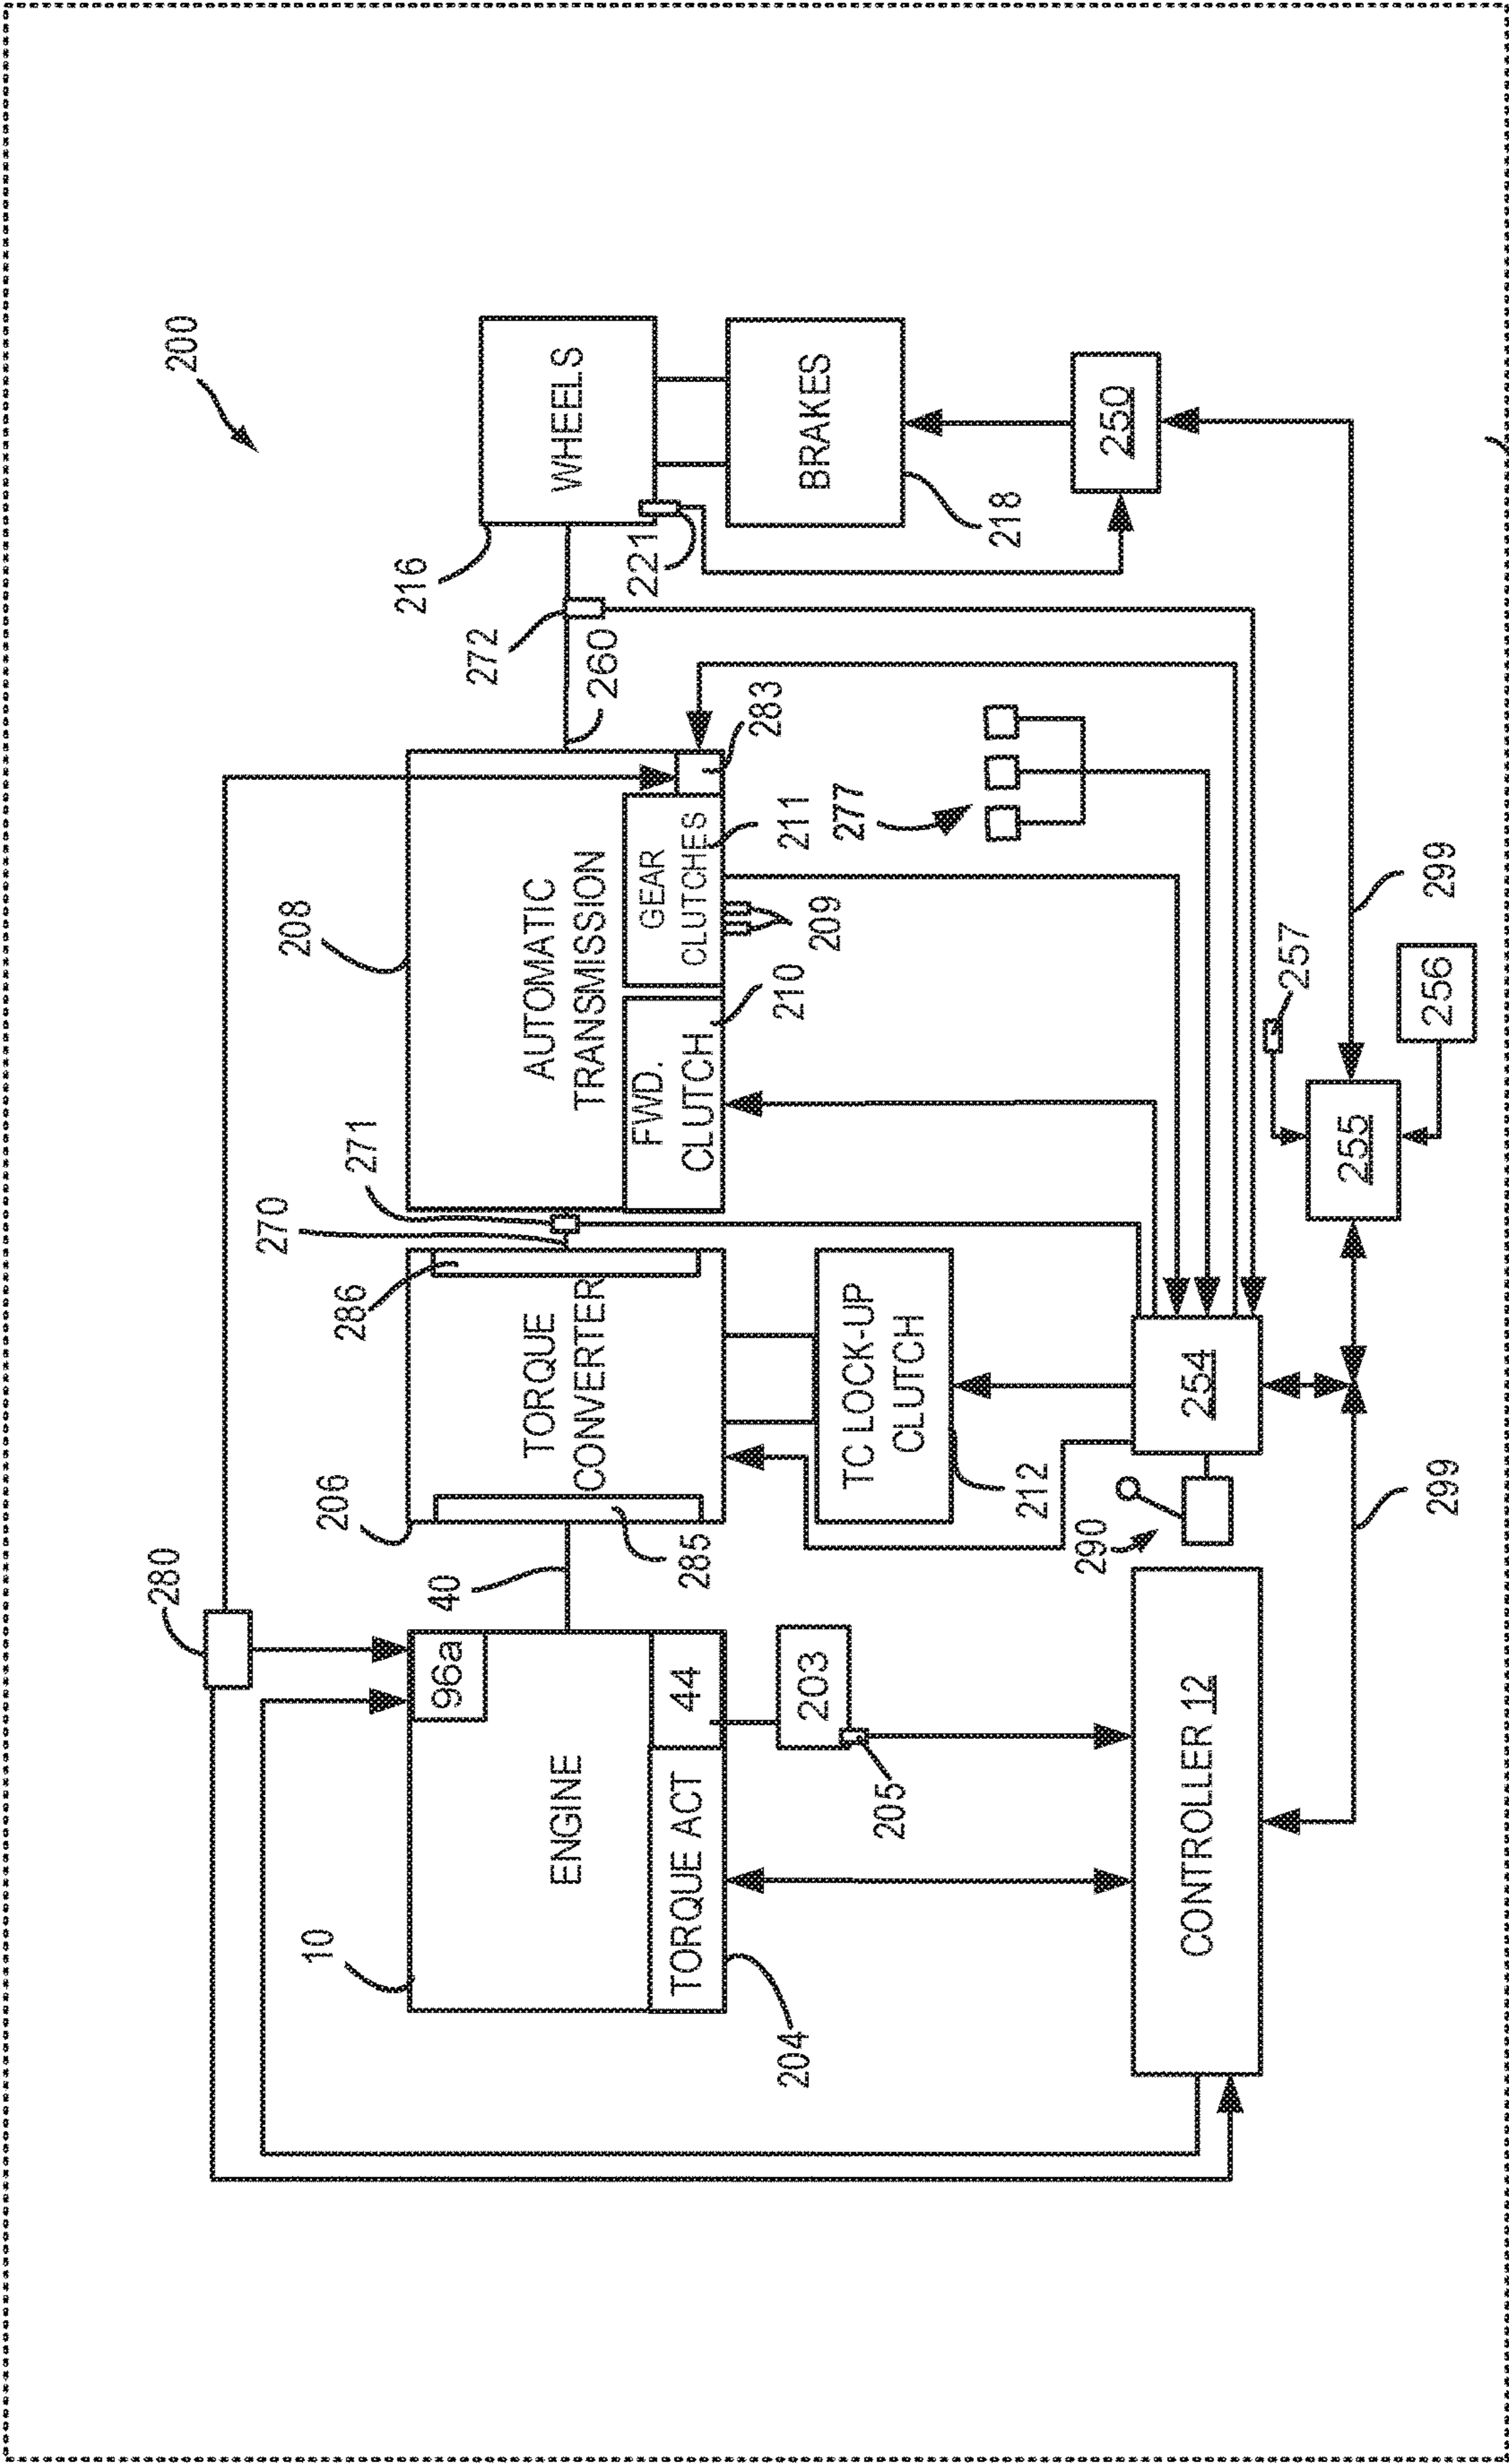 200
280
208
270
271
286
206
216
272
260
40
10
96a
ENGINE
TORQUE ACT
44
204
203
205
TORQUE
CONVERTER
285
AUTOMATIC
TRANSMISSION
FWD.
CLUTCH
GEAR
CLUTCHES
283
210
209
211
277
WHEELS
221
BRAKES
218
TC LOCK-UP
CLUTCH
212
290
254
CONTROLLER 12
250
257
255
256
299
299